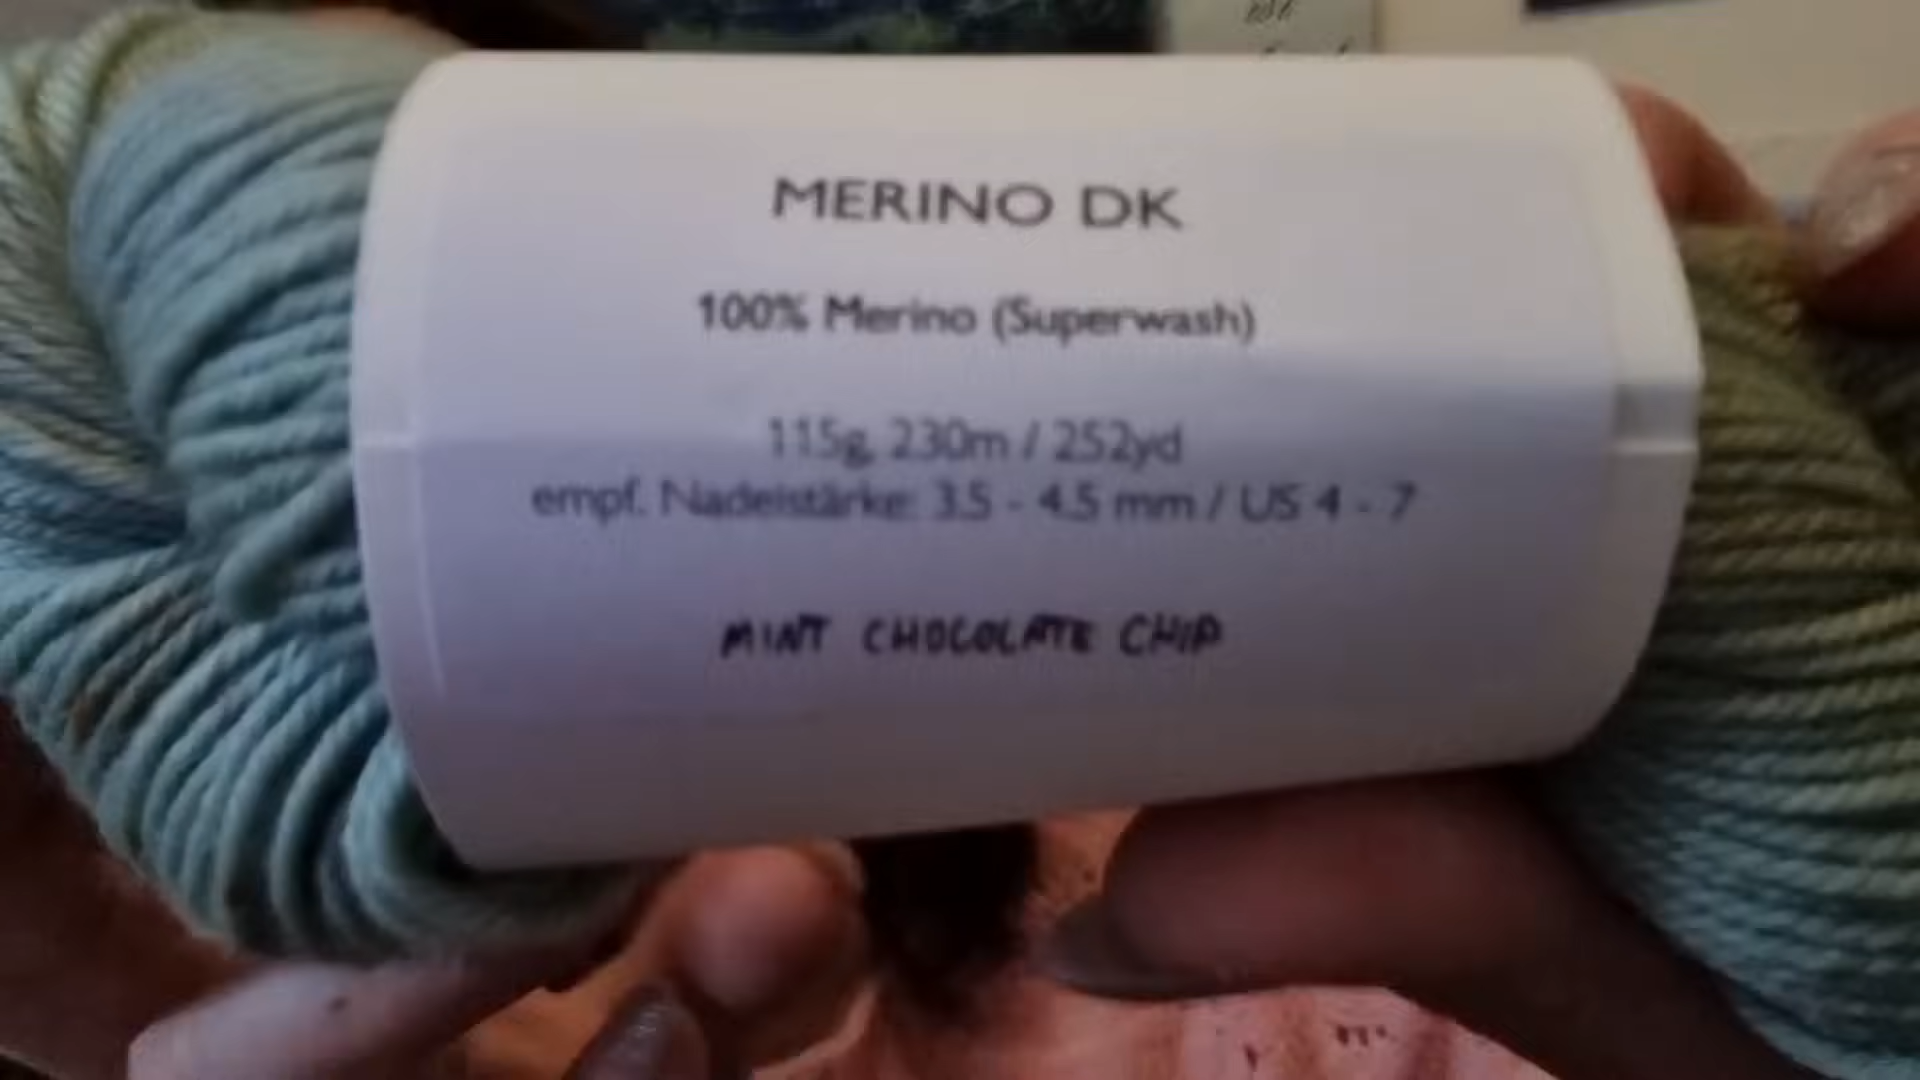 MERINO DK
100% Merino (Superwash)
115g, 230m / 252yd
empf. Nadelstärke: 3.5 - 4.5 mm / US 4 - 7
MINT CHOCOLATE CHIP